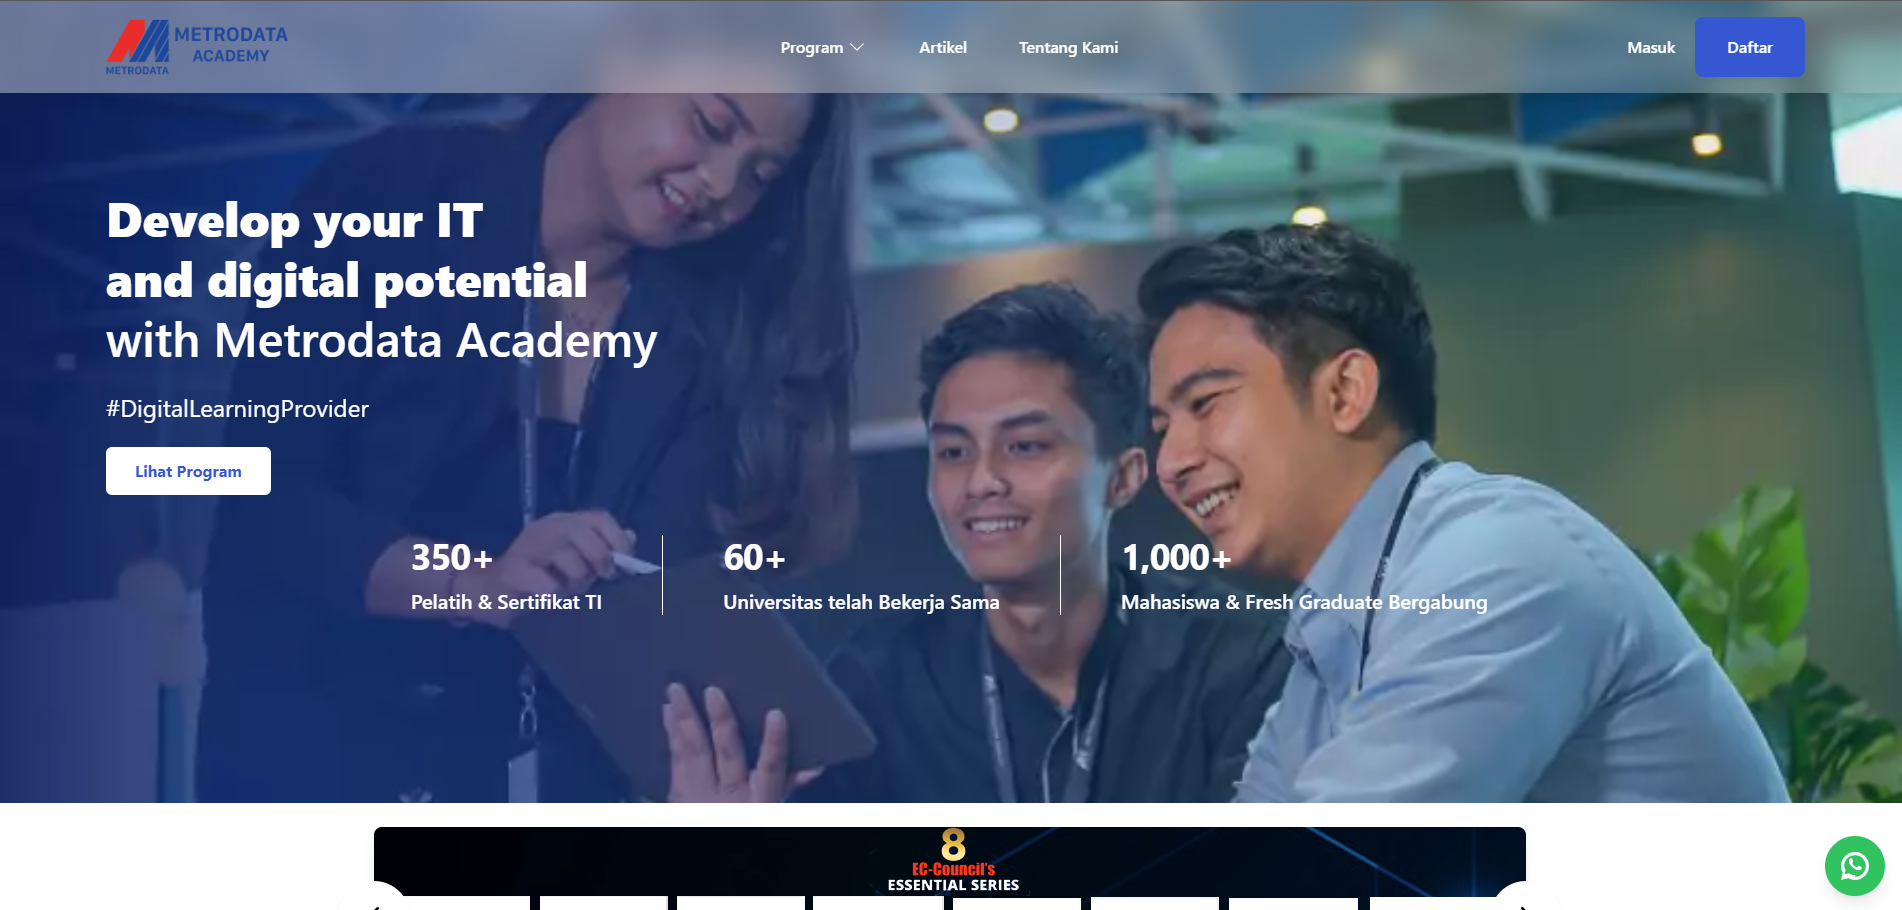 METRODATA
ACADEMY
METRODATA
Program
Artikel
Tentang Kami
Masuk
Daftar
Develop your IT
and digital potential
with Metrodata Academy
#DigitalLearningProvider
Lihat Program
350+
Pelatih & Sertifikat TI
60+
Universitas telah Bekerja Sama
1,000+
Mahasiswa & Fresh Graduate Bergabung
8
EC-Council's
ESSENTIAL SERIES